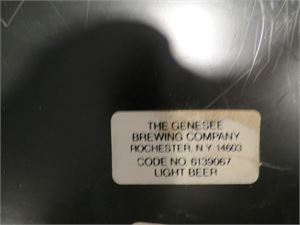 THE GENESEE
BREWING COMPANY
ROCHESTER, N.Y. 14603
CODE NO. 6139067
LIGHT BEER